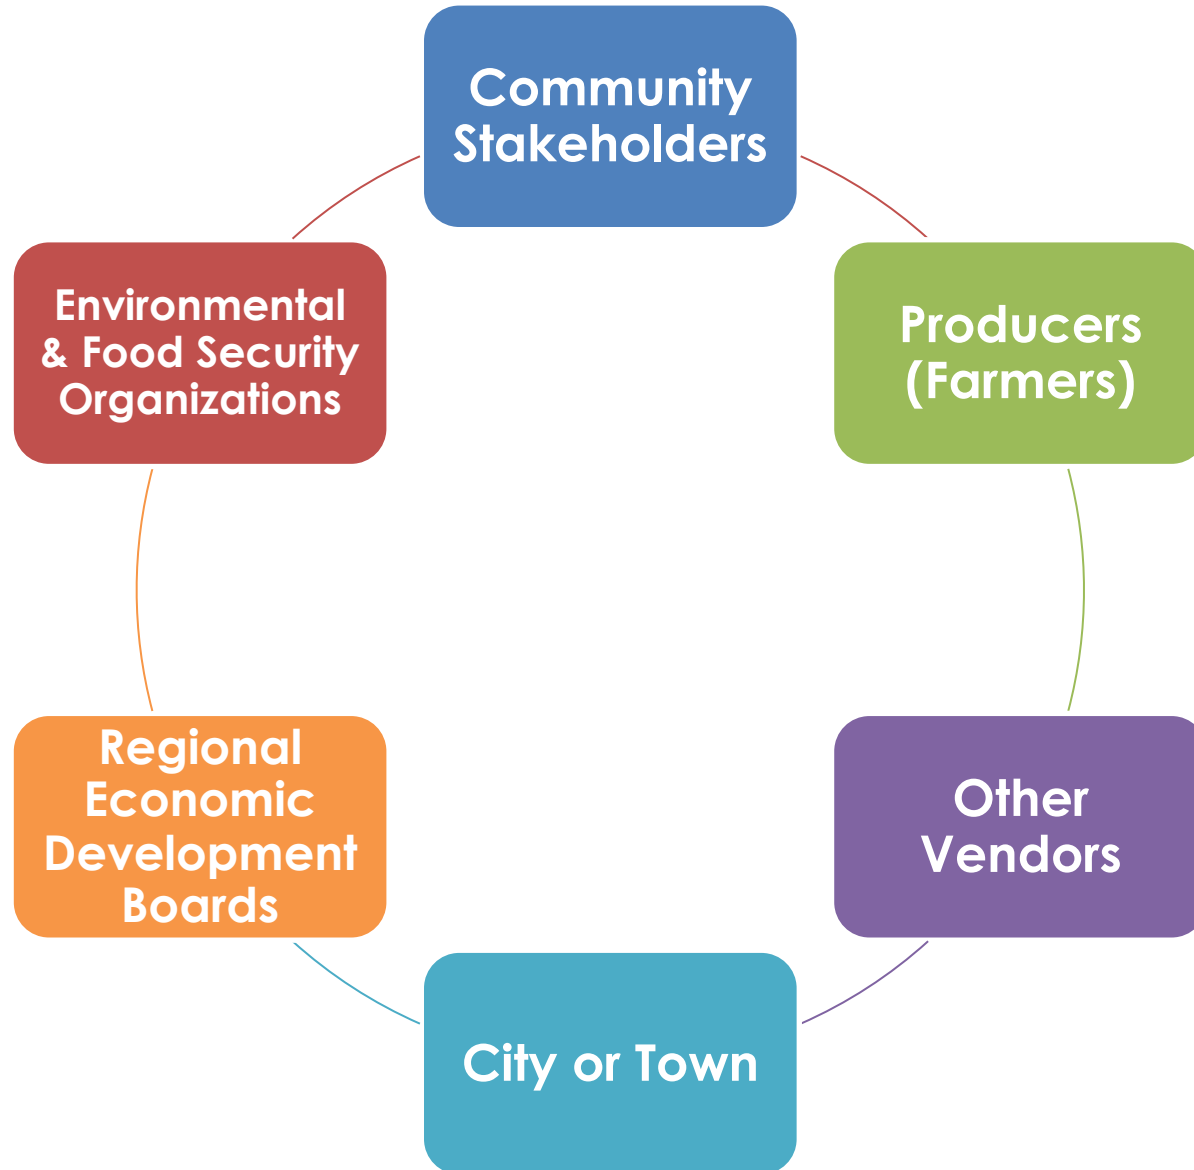 Community
Stakeholders
Producers
(Farmers)
Other
Vendors
City or Town
Regional
Economic
Development
Boards
Environmental
& Food Security
Organizations